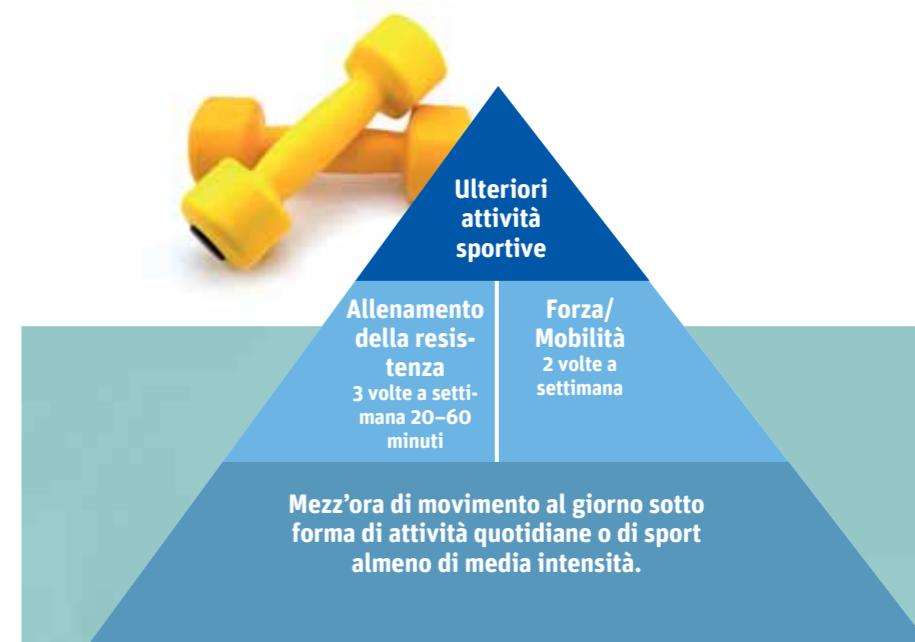 Ulteriori
attività
sportive
Allenamento
della resis-
tenza
3 volte a setti-
mana 20–60
minuti
Forza/
Mobilità
2 volte a
settimana
Mezz'ora di movimento al giorno sotto
forma di attività quotidiane o di sport
almeno di media intensità.